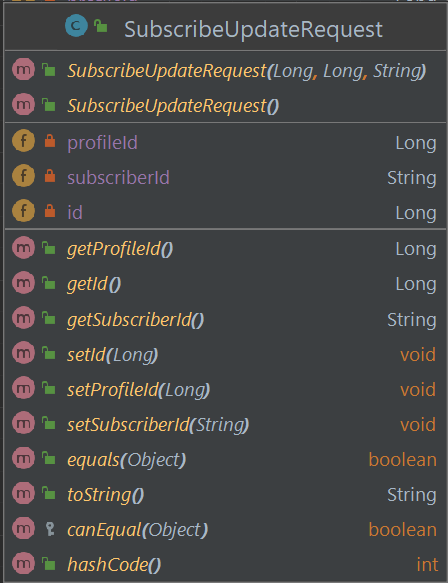 C SubscribeUpdateRequest
m SubscribeUpdateRequest(Long, Long, String)
m SubscribeUpdateRequest()
f profileId Long
f subscriberId String
f id Long
m getProfileId() Long
m getId() Long
m getSubscriberId() String
m setId(Long) void
m setProfileId(Long) void
m setSubscriberId(String) void
m equals(Object) boolean
m toString() String
m canEqual(Object) boolean
m hashCode() int